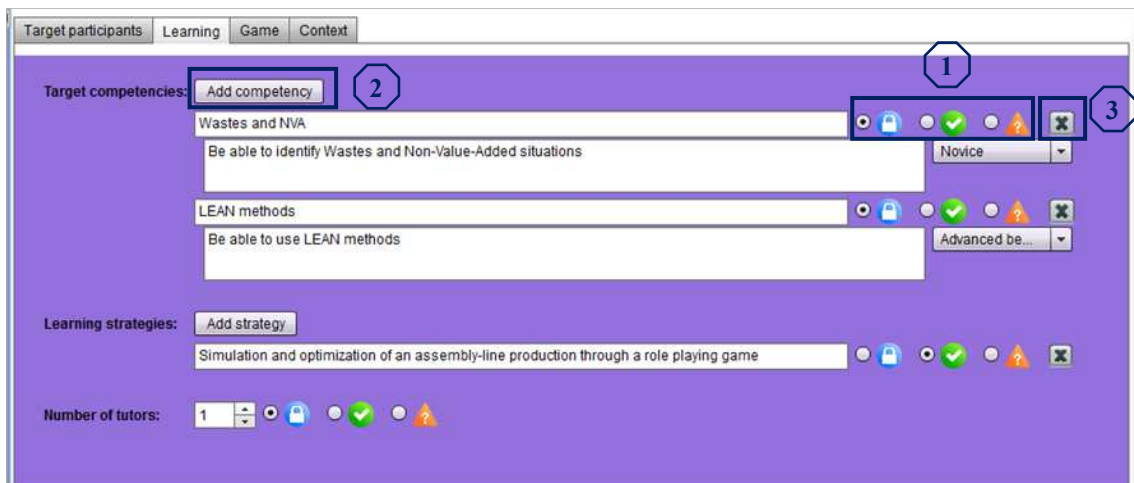 Target participants Learning Game Context
1
Target competencies: Add competency 2
3
Wastes and NVA ?
Be able to identify Wastes and Non-Value-Added situations Novice
LEAN methods ?
Be able to use LEAN methods Advanced be...
Learning strategies: Add strategy
Simulation and optimization of an assembly-line production through a role playing game ?
Number of tutors: 1 ?